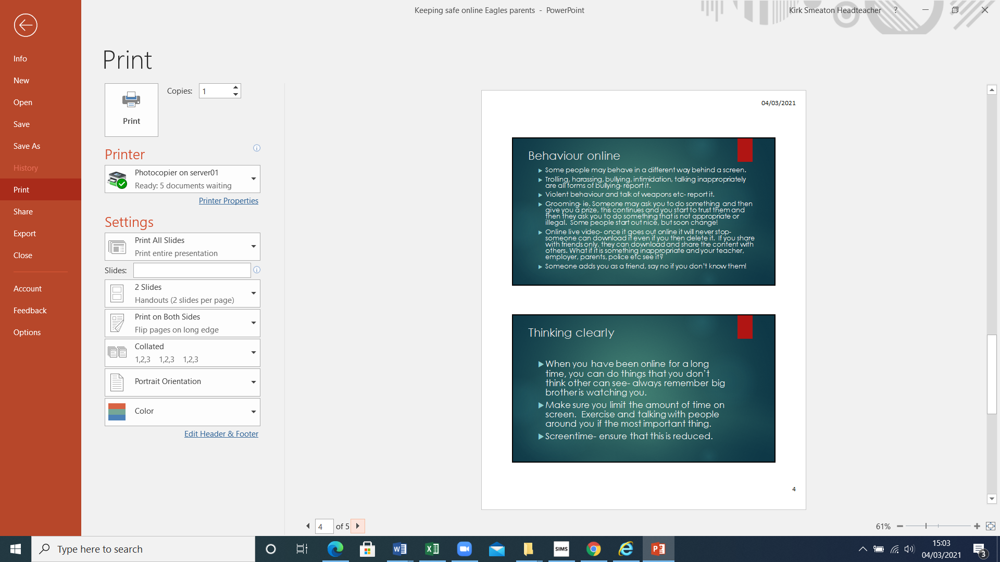 Keeping safe online Eagles parents - PowerPoint
Kirk Smeaton Headteacher
?
Info
New
Open
Save
Save As
History
Print
Share
Export
Close
Account
Feedback
Options
Print
Print
Copies: 1
Printer
Photocopier on server01
Ready: 5 documents waiting
Printer Properties
Settings
Print All Slides
Print entire presentation
Slides:
2 Slides
Handouts (2 slides per page)
Print on Both Sides
Flip pages on long edge
Collated
1,2,3 1,2,3 1,2,3
Portrait Orientation
Color
Edit Header & Footer
04/03/2021
Behaviour online
Some people may behave in a different way behind a screen.
Trolling, harassing, bullying, intimidation, talking inappropriately
are all forms of bullying- report it.
Violent behaviour and talk of weapons etc- report it.
Grooming- ie. Someone may ask you to do something and then
give you a prize, this continues and you start to trust them and
then they ask you to do something that is not appropriate or
illegal. Some people start out nice, but soon change!
Online live video- once it goes out online it will never stop-
someone can download it even if you then delete it. If you share
with friends only, they can download and share the content with
others. What if it is something inappropriate and your teacher,
employer, parents, police etc see it?
Someone adds you as a friend, say no if you don't know them!
Thinking clearly
When you have been online for a long
time, you can do things that you don't
think other can see- always remember big
brother is watching you.
Make sure you limit the amount of time on
screen. Exercise and talking with people
around you if the most important thing.
Screentime- ensure that this is reduced.
4
4 of 5
61%
Type here to search
SIMS
15:03
04/03/2021
3